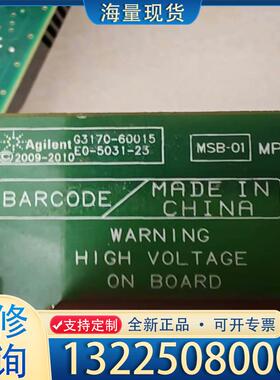 海量现货
Agilent G3170-60015
©2009-2010 E0-5031-23
MSB-01 MP
BARCODE MADE IN
CHINA
WARNING
HIGH VOLTAGE
ON BOARD
修
支持定制 ! 全新正品 · 可开专票
询
1322508000